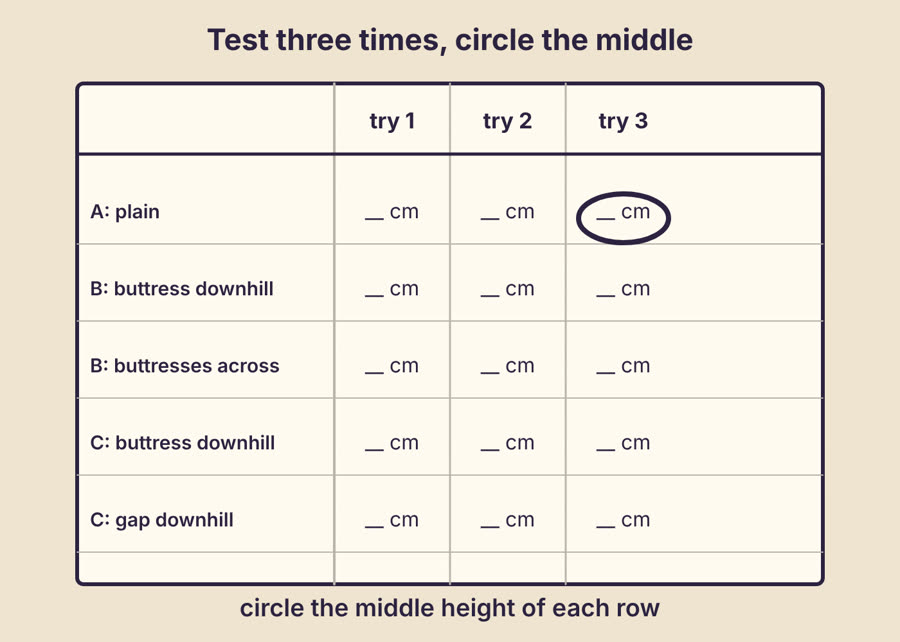 Test three times, circle the middle
try 1 try 2 try 3
A: plain __ cm __ cm __ cm
B: buttress downhill __ cm __ cm __ cm
B: buttresses across __ cm __ cm __ cm
C: buttress downhill __ cm __ cm __ cm
C: gap downhill __ cm __ cm __ cm
circle the middle height of each row